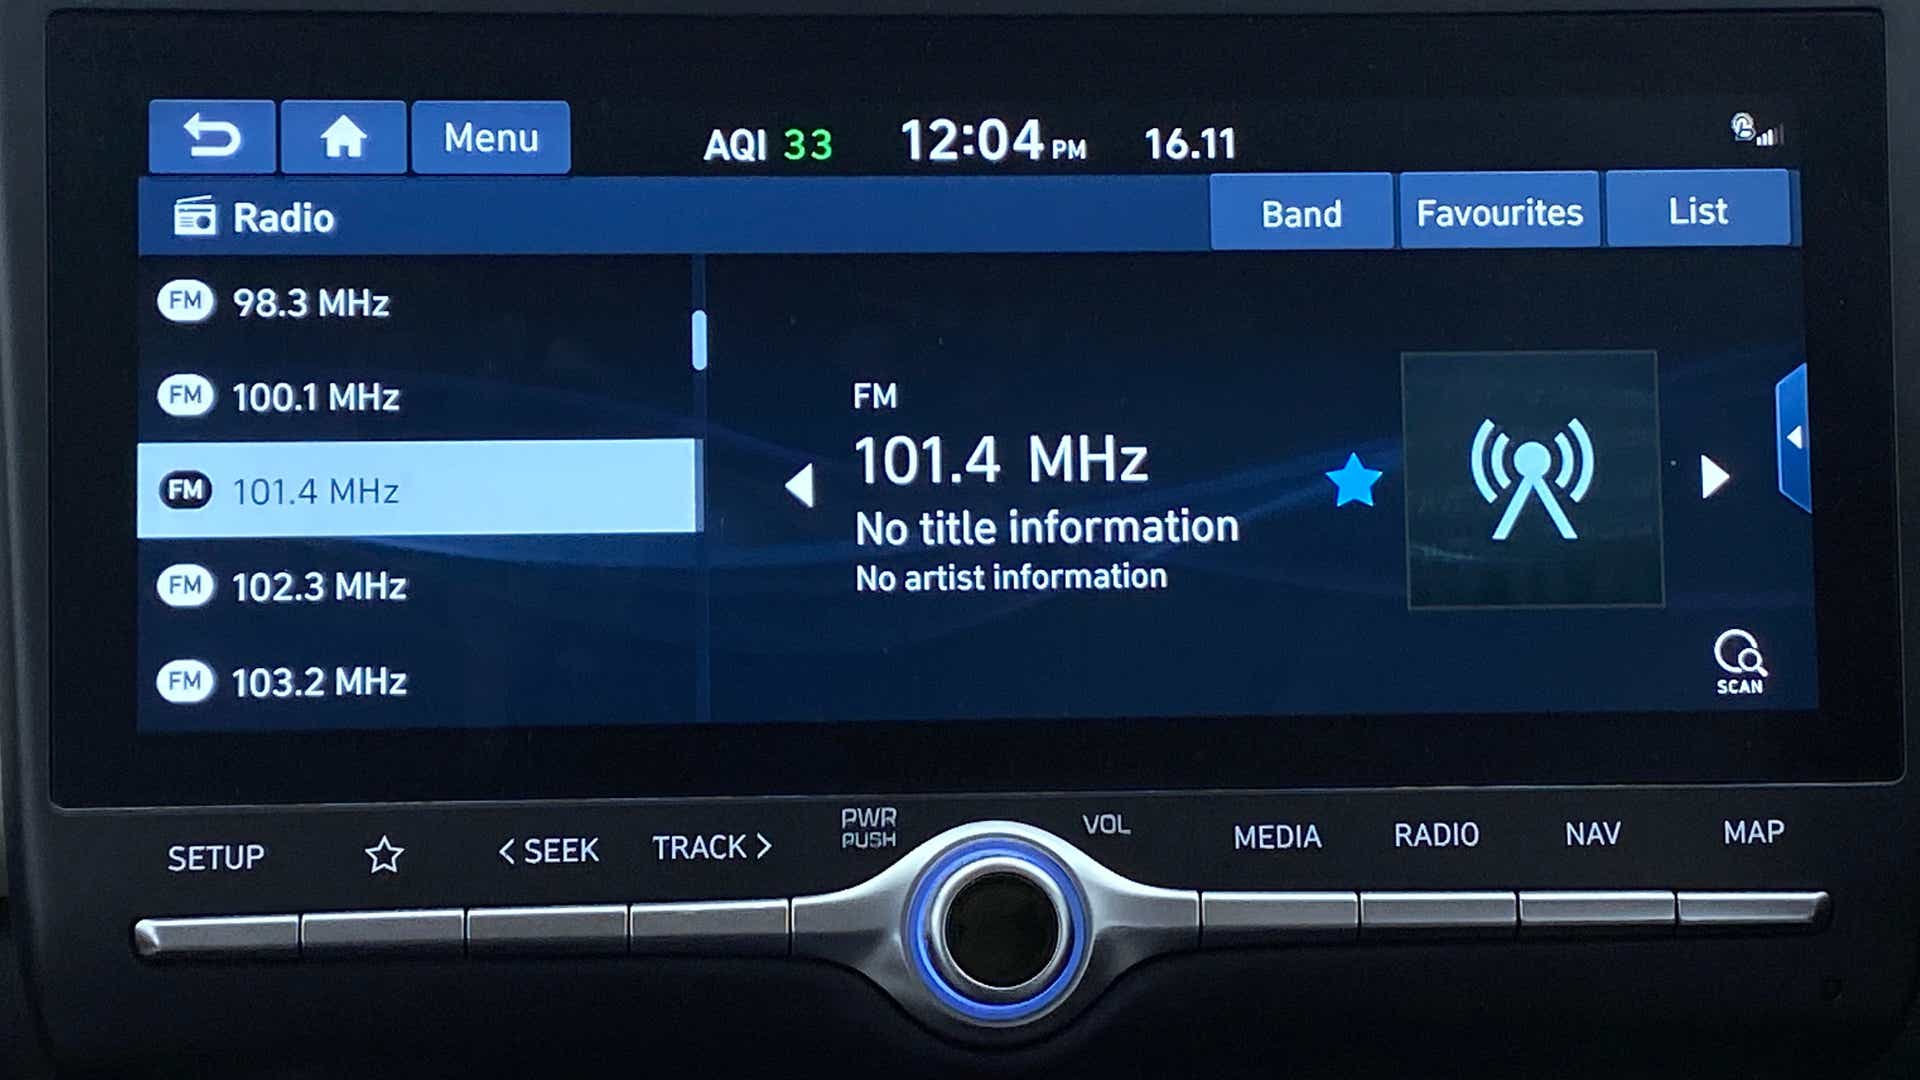 Menu
AQI 33 12:04 PM 16.11
Radio
Band
Favourites
List
FM 98.3 MHz
FM 100.1 MHz
FM 101.4 MHz
FM 102.3 MHz
FM 103.2 MHz
FM
101.4 MHz
No title information
No artist information
SCAN
SETUP
< SEEK
TRACK >
PWR
PUSH
VOL
MEDIA
RADIO
NAV
MAP